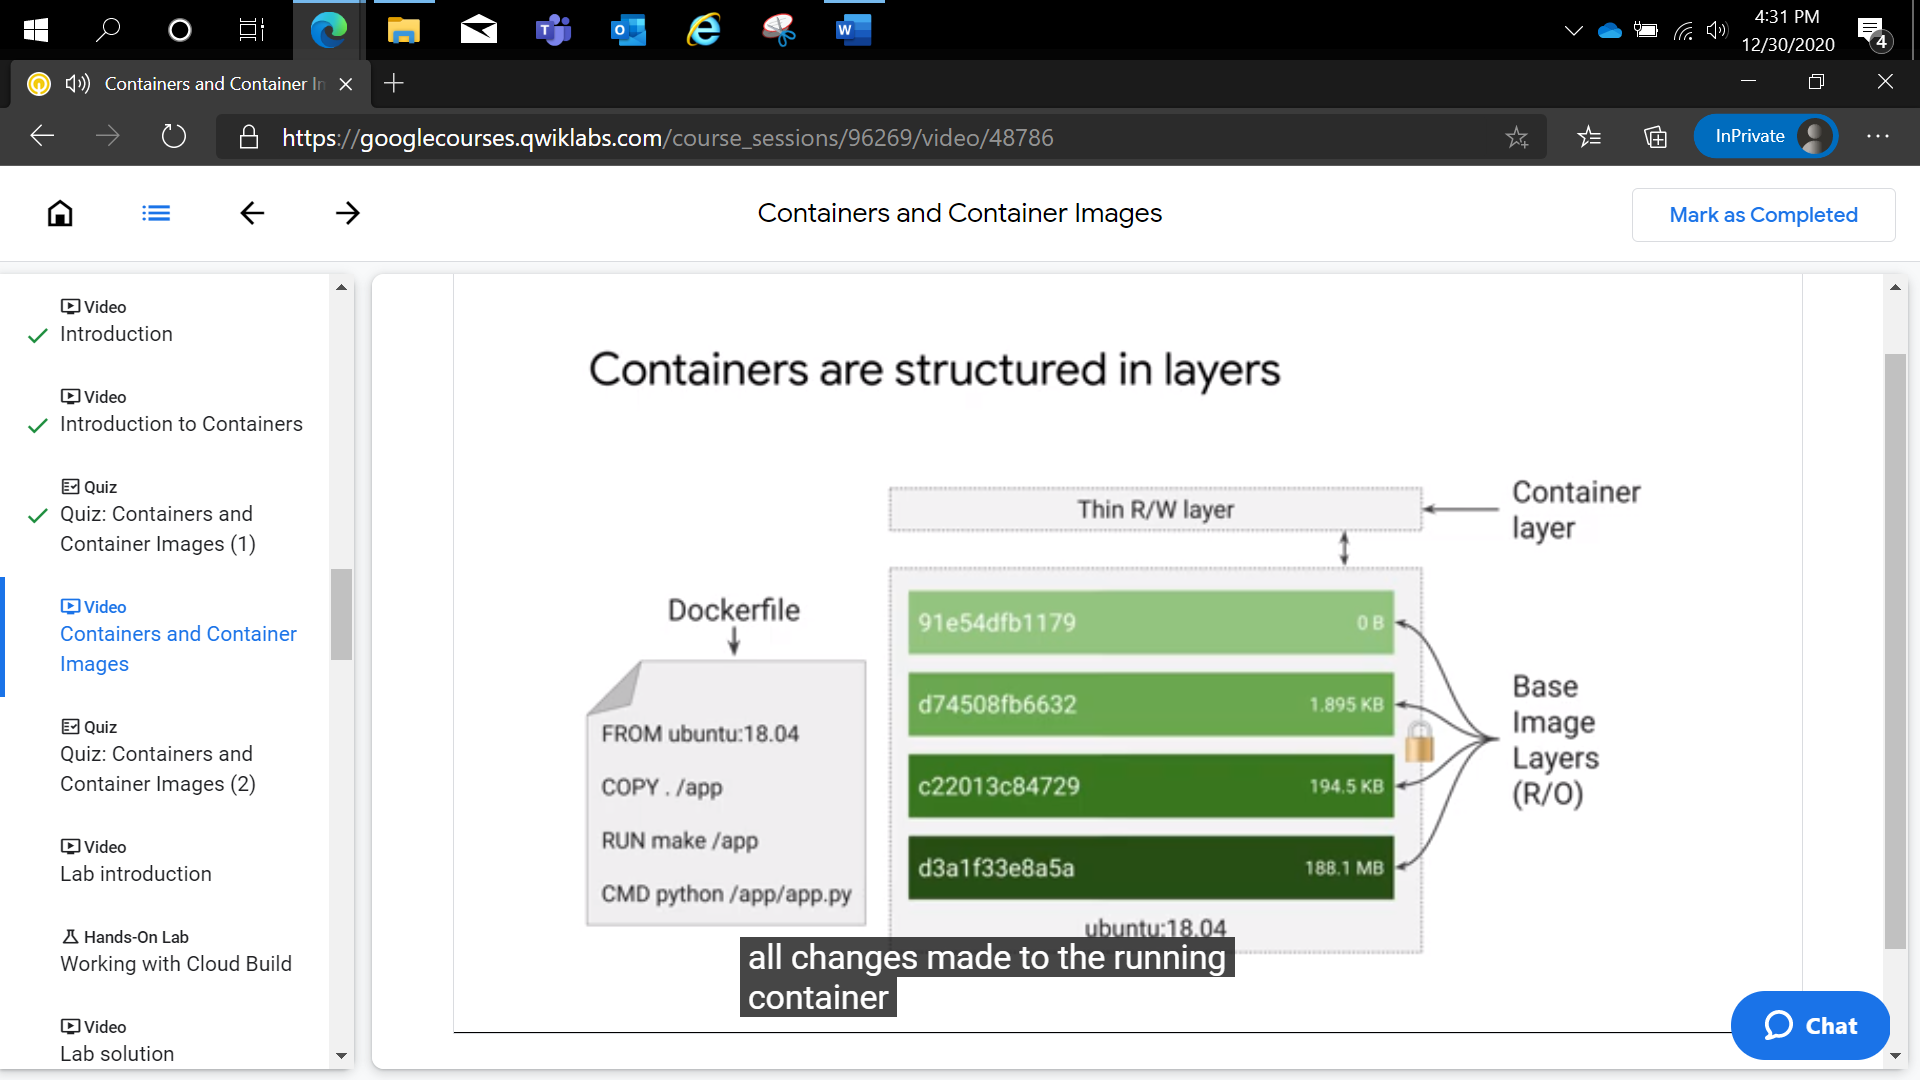 4:31 PM
12/30/2020
4
Containers and Container In
https://googlecourses.qwiklabs.com/course_sessions/96269/video/48786
InPrivate
Containers and Container Images
Mark as Completed
Video
Introduction
Video
Introduction to Containers
Quiz
Quiz: Containers and
Container Images (1)
Video
Containers and Container
Images
Quiz
Quiz: Containers and
Container Images (2)
Video
Lab introduction
Hands-On Lab
Working with Cloud Build
Video
Lab solution
Containers are structured in layers
Thin R/W layer
Container
layer
Dockerfile
FROM ubuntu:18.04
COPY . /app
RUN make /app
CMD python /app/app.py
91e54dfb1179 0 B
d74508fb6632 1.895 KB
c22013c84729 194.5 KB
d3a1f33e8a5a 188.1 MB
ubuntu:18.04
Base
Image
Layers
(R/O)
all changes made to the running
container
Chat